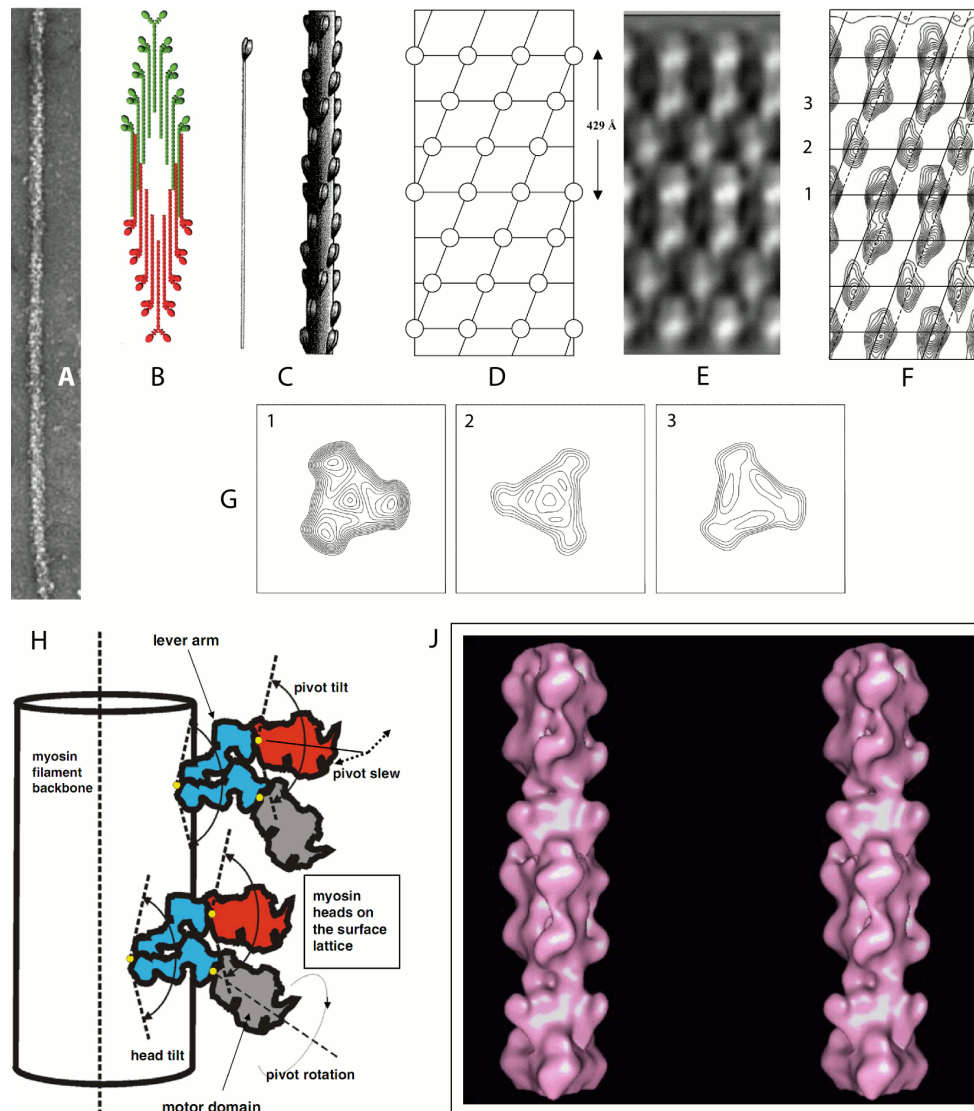 A
B
C
D
429 Å
E
3
2
1
F
G
1
2
3
H
lever arm
pivot tilt
myosin
filament
backbone
pivot slew
myosin
heads on
the surface
lattice
head tilt
pivot rotation
motor domain
J